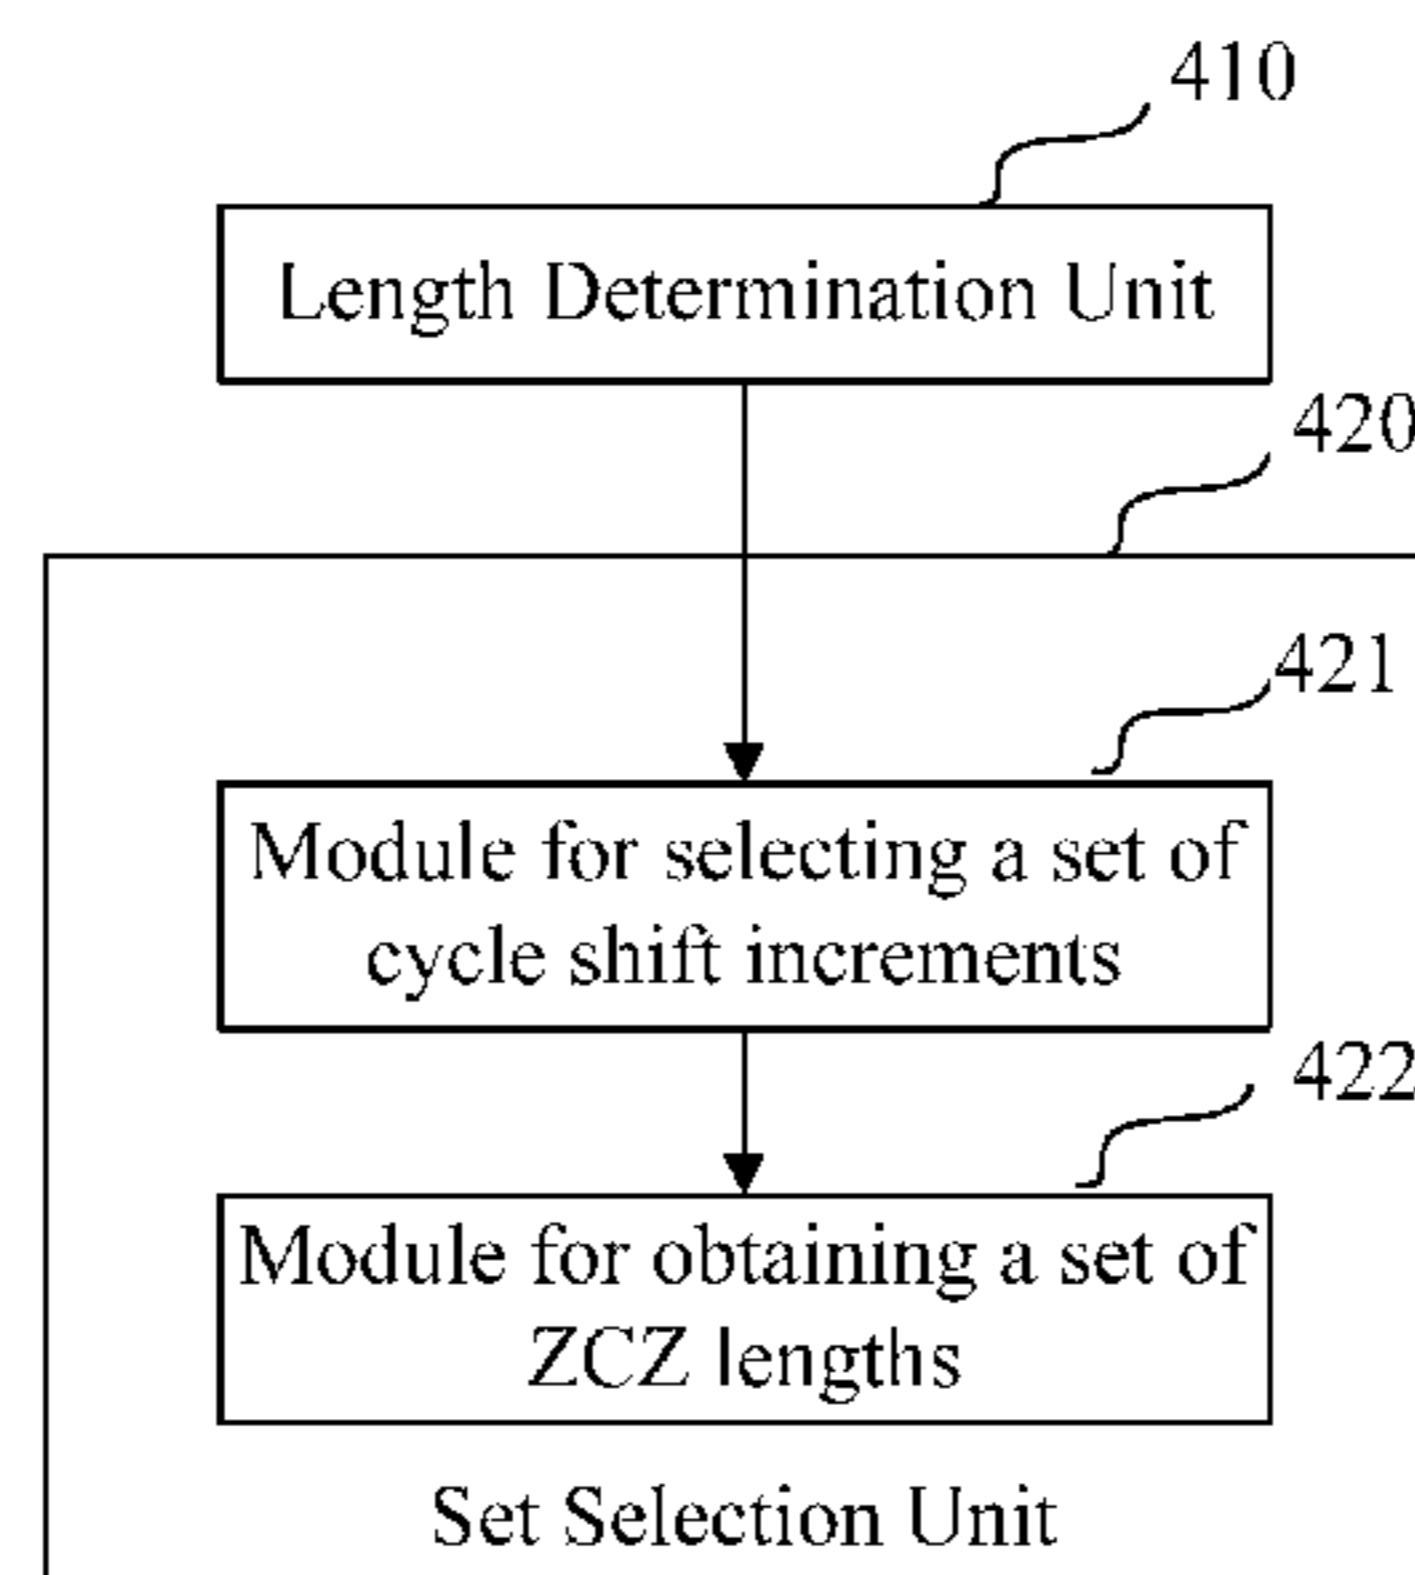 410
Length Determination Unit
420
421
Module for selecting a set of
cycle shift increments
422
Module for obtaining a set of
ZCZ lengths
Set Selection Unit